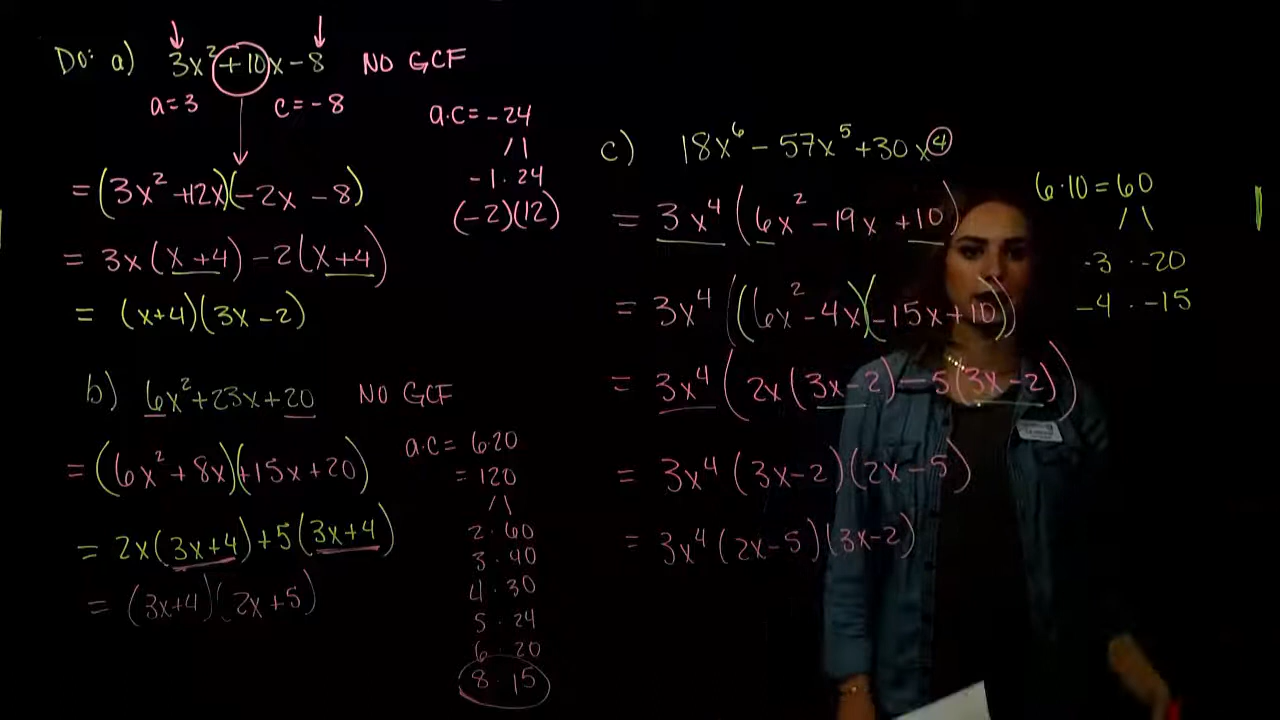 Do: a) 3x² +10x - 8 NO GCF
a=3 c=-8
= (3x² +12x)(-2x -8)
= 3x(x+4) -2(x+4)
= (x+4)(3x-2)
a·c = -24
-1 · 24
(-2)(12)
b) 6x²+23x+20 NO GCF
= (6x²+8x)(+15x+20)
= 2x(3x+4)+5(3x+4)
= (3x+4)(2x+5)
a·c = 6·20
= 120
2 · 60
3 · 40
4 · 30
5 · 24
6 · 20
8 · 15
c) 18x⁶ - 57x⁵ +30x⁴
= 3x⁴(6x² -19x +10)
= 3x⁴((6x² -4x)(-15x+10))
= 3x⁴(2x(3x-2)-5(3x-2))
= 3x⁴(3x-2)(2x-5)
= 3x⁴(2x-5)(3x-2)
6·10=60
-3 · -20
-4 · -15